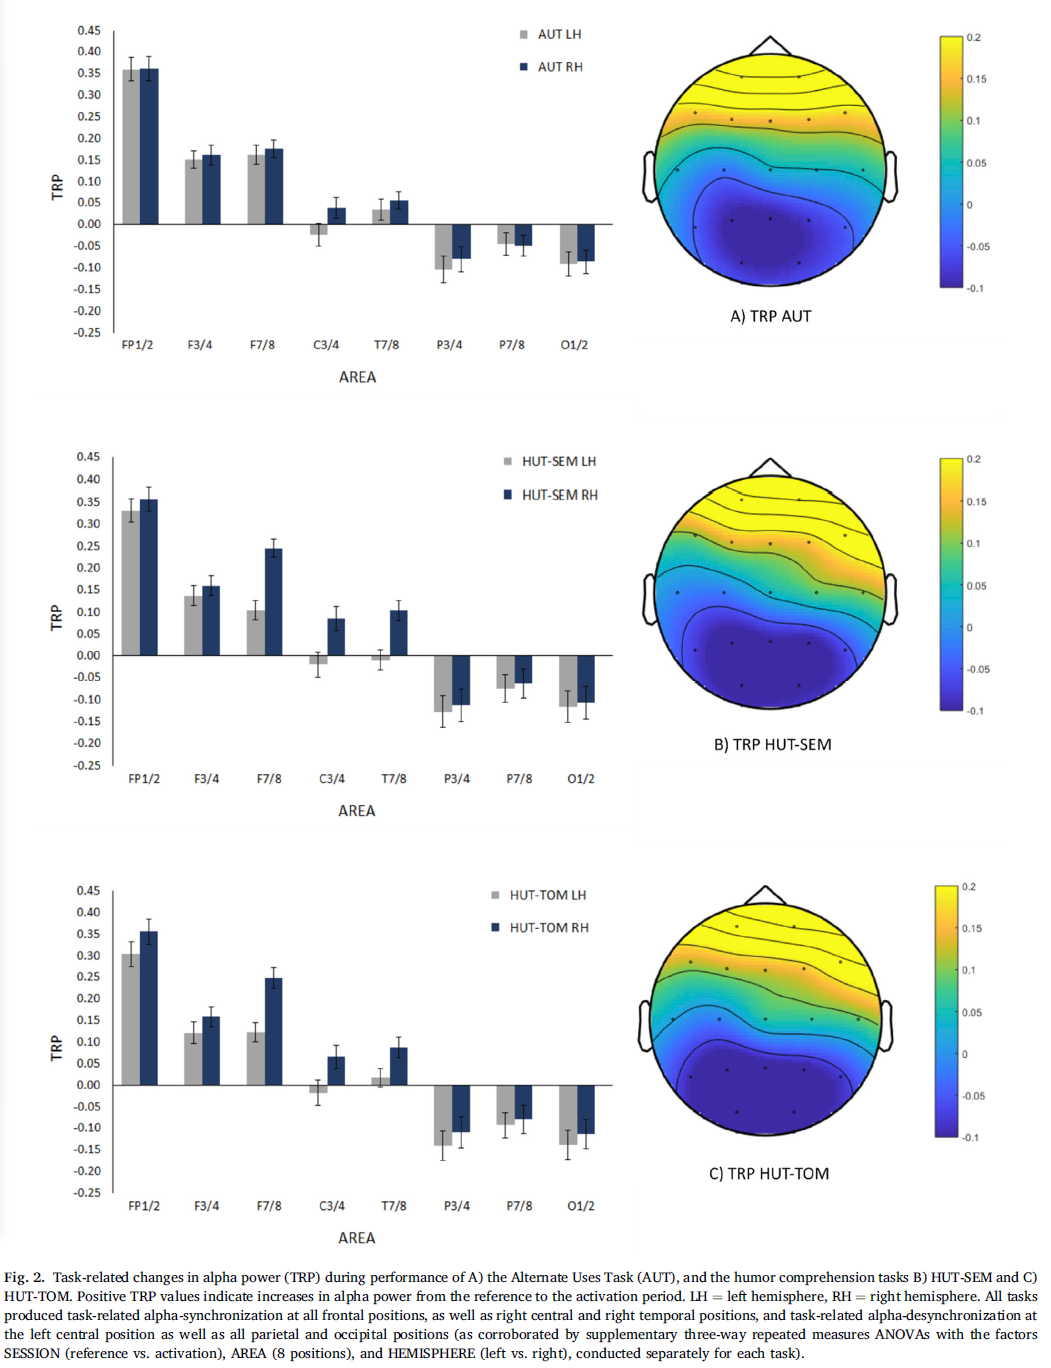 0.45
0.40
0.35
0.30
0.25
0.20
0.15
0.10
0.05
0.00
-0.05
-0.10
-0.15
-0.20
-0.25
TRP
AUT LH
AUT RH
FP1/2 F3/4 F7/8 C3/4 T7/8 P3/4 P7/8 O1/2
AREA
0.2
0.15
0.1
0.05
0
-0.05
-0.1
A) TRP AUT
0.45
0.40
0.35
0.30
0.25
0.20
0.15
0.10
0.05
0.00
-0.05
-0.10
-0.15
-0.20
-0.25
TRP
HUT-SEM LH
HUT-SEM RH
FP1/2 F3/4 F7/8 C3/4 T7/8 P3/4 P7/8 O1/2
AREA
0.2
0.15
0.1
0.05
0
-0.05
-0.1
B) TRP HUT-SEM
0.45
0.40
0.35
0.30
0.25
0.20
0.15
0.10
0.05
0.00
-0.05
-0.10
-0.15
-0.20
-0.25
TRP
HUT-TOM LH
HUT-TOM RH
FP1/2 F3/4 F7/8 C3/4 T7/8 P3/4 P7/8 O1/2
AREA
0.2
0.15
0.1
0.05
0
-0.05
-0.1
C) TRP HUT-TOM
Fig. 2. Task-related changes in alpha power (TRP) during performance of A) the Alternate Uses Task (AUT), and the humor comprehension tasks B) HUT-SEM and C)
HUT-TOM. Positive TRP values indicate increases in alpha power from the reference to the activation period. LH = left hemisphere, RH = right hemisphere. All tasks
produced task-related alpha-synchronization at all frontal positions, as well as right central and right temporal positions, and task-related alpha-desynchronization at
the left central position as well as all parietal and occipital positions (as corroborated by supplementary three-way repeated measures ANOVAs with the factors
SESSION (reference vs. activation), AREA (8 positions), and HEMISPHERE (left vs. right), conducted separately for each task).